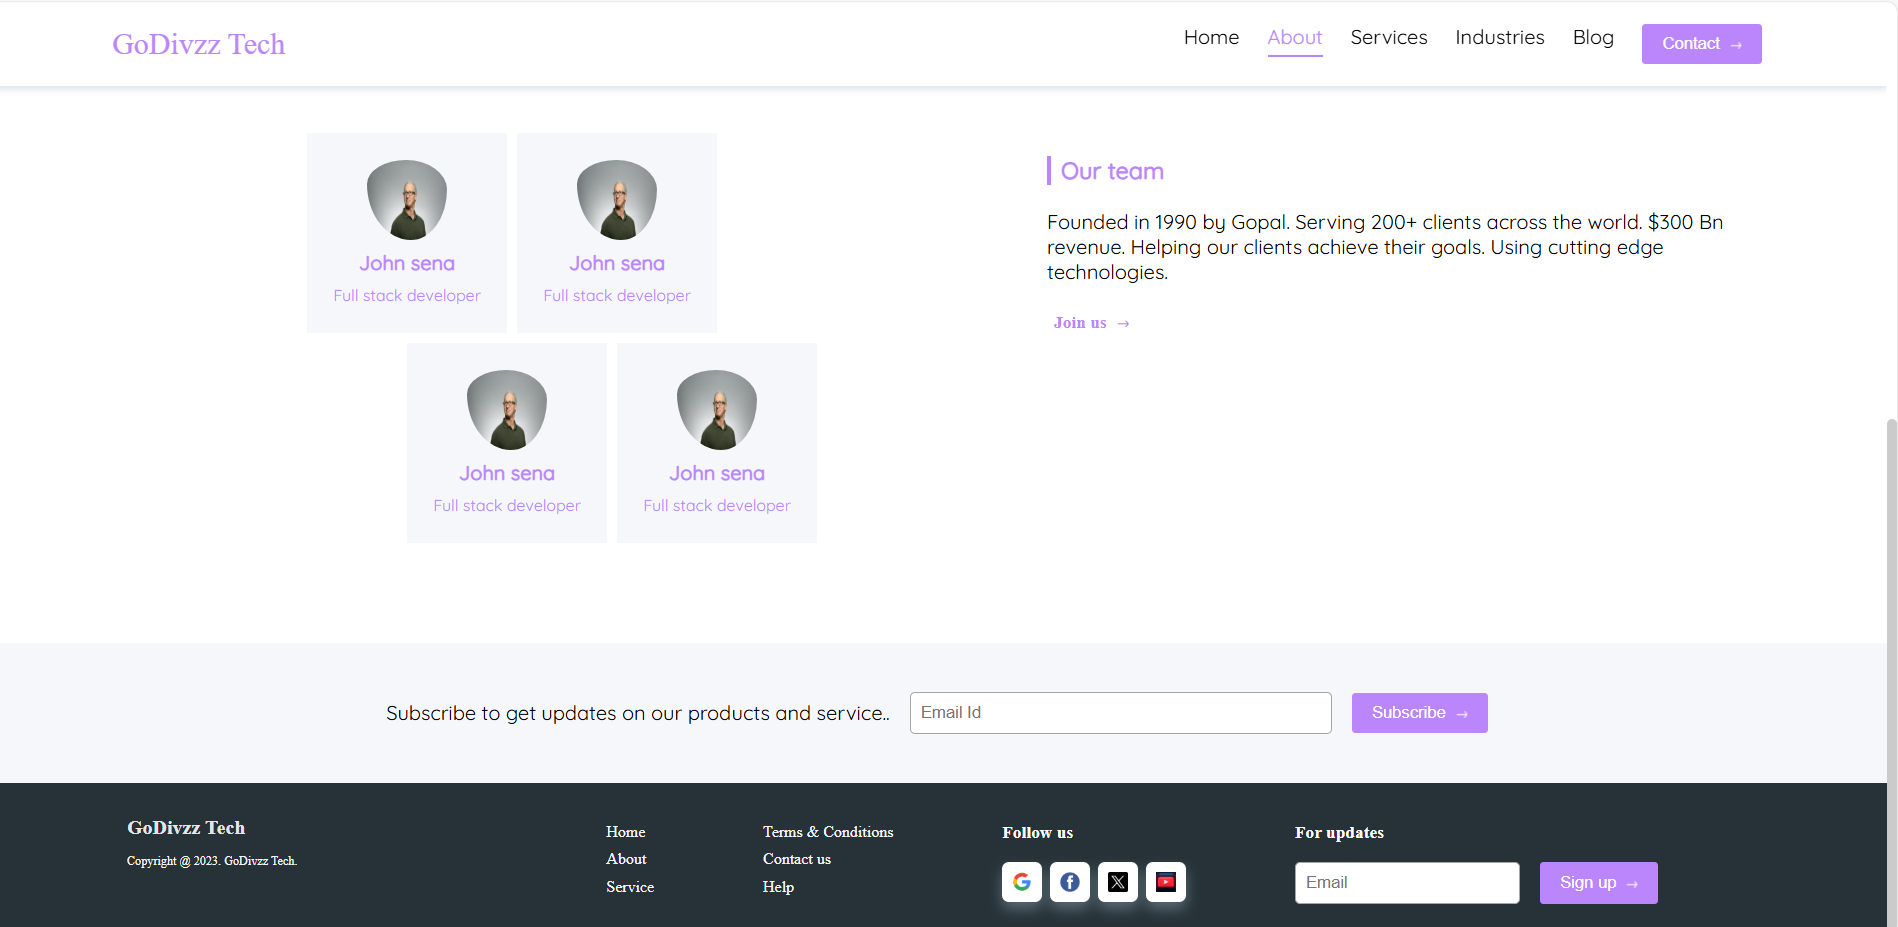 GoDivzz Tech
Home About Services Industries Blog Contact →
John sena
Full stack developer
John sena
Full stack developer
John sena
Full stack developer
John sena
Full stack developer
Our team
Founded in 1990 by Gopal. Serving 200+ clients across the world. $300 Bn
revenue. Helping our clients achieve their goals. Using cutting edge
technologies.
Join us →
Subscribe to get updates on our products and service.. Email Id Subscribe →
GoDivzz Tech
Copyright @ 2023. GoDivzz Tech.
Home
About
Service
Terms & Conditions
Contact us
Help
Follow us
For updates
Email Sign up →